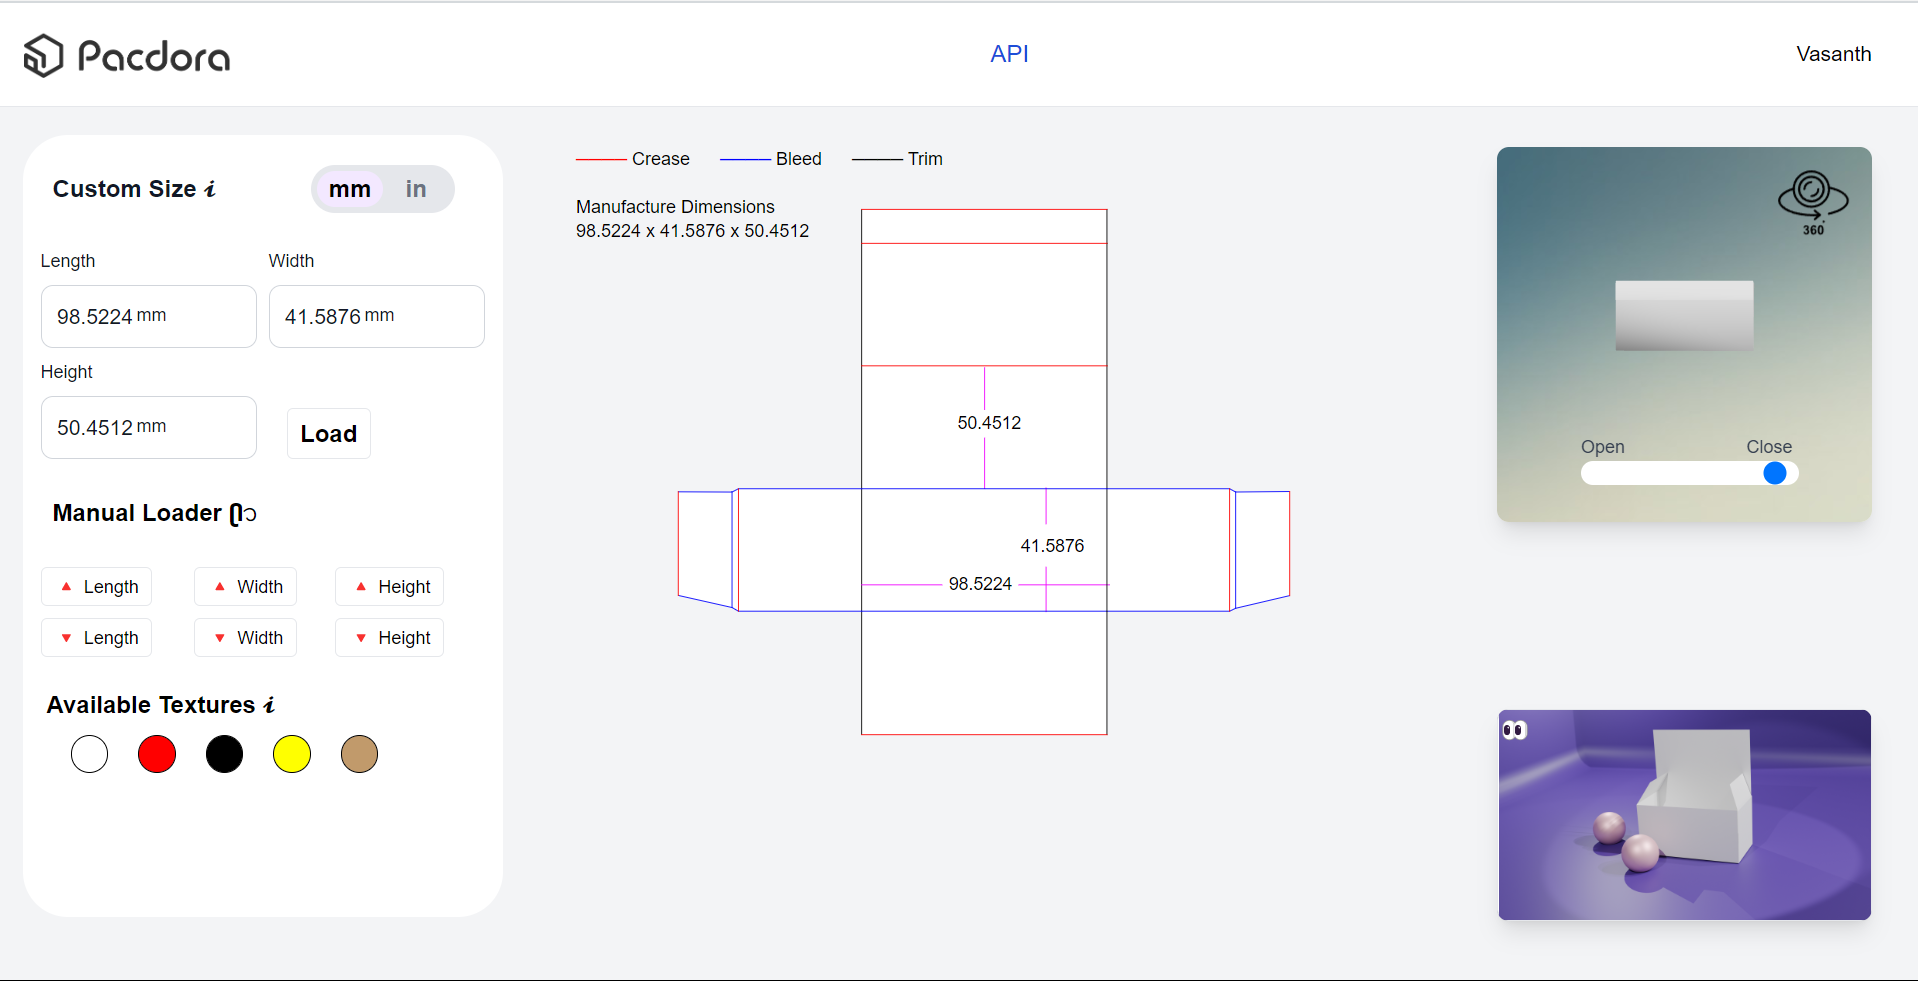 Pacdora
API
Vasanth
Custom Size i
mm in
Length
Width
98.5224 mm
41.5876 mm
Height
50.4512 mm
Load
Manual Loader
Length
Width
Height
Length
Width
Height
Available Textures i
Crease
Bleed
Trim
Manufacture Dimensions
98.5224 x 41.5876 x 50.4512
50.4512
41.5876
98.5224
360
Open
Close